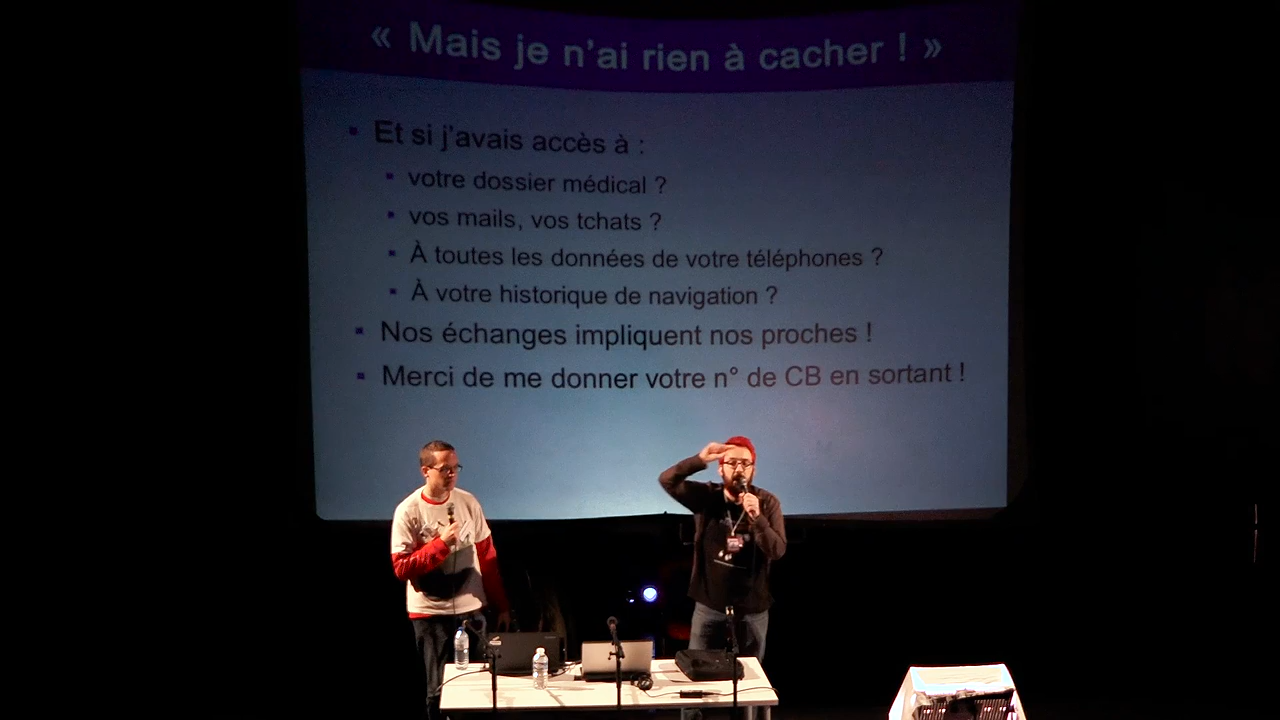 « Mais je n'ai rien à cacher ! »
Et si j'avais accès à :
votre dossier médical ?
vos mails, vos tchats ?
À toutes les données de votre téléphones ?
À votre historique de navigation ?
Nos échanges impliquent nos proches !
Merci de me donner votre n° de CB en sortant !